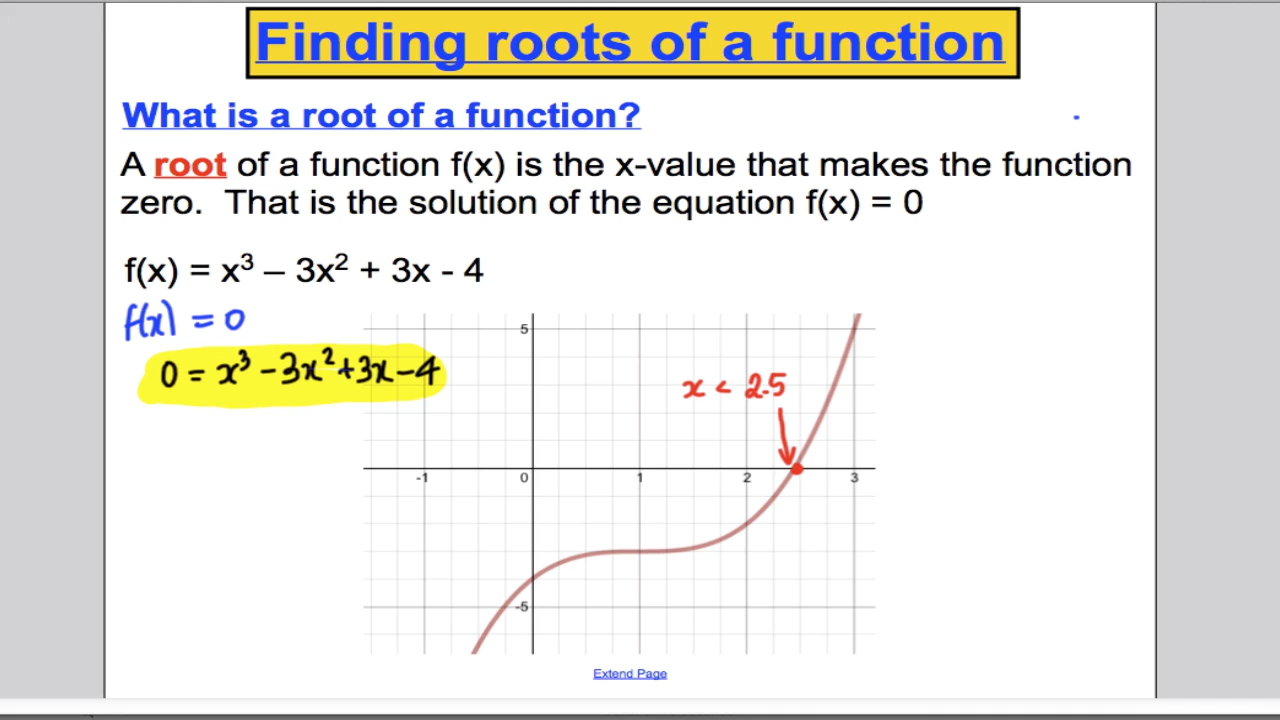 Finding roots of a function
What is a root of a function?
A root of a function f(x) is the x-value that makes the function
zero. That is the solution of the equation f(x) = 0
f(x) = x³ – 3x² + 3x - 4
f(x) = 0
0 = x³ - 3x² + 3x - 4
5
x < 2.5
-1 0 1 2 3
-5
Extend Page